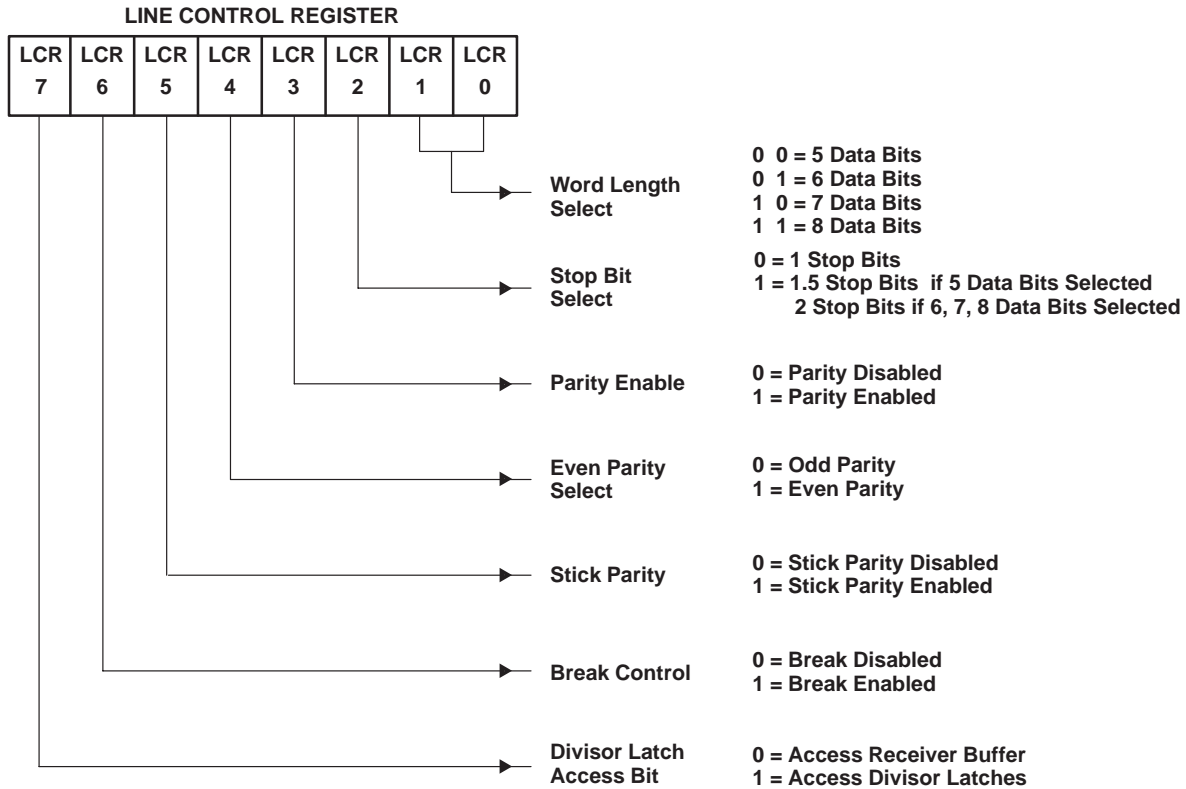 LINE CONTROL REGISTER
LCR LCR LCR LCR LCR LCR LCR LCR
7 6 5 4 3 2 1 0
Word Length
Select
0 0 = 5 Data Bits
0 1 = 6 Data Bits
1 0 = 7 Data Bits
1 1 = 8 Data Bits
Stop Bit
Select
0 = 1 Stop Bits
1 = 1.5 Stop Bits if 5 Data Bits Selected
2 Stop Bits if 6, 7, 8 Data Bits Selected
Parity Enable
0 = Parity Disabled
1 = Parity Enabled
Even Parity
Select
0 = Odd Parity
1 = Even Parity
Stick Parity
0 = Stick Parity Disabled
1 = Stick Parity Enabled
Break Control
0 = Break Disabled
1 = Break Enabled
Divisor Latch
Access Bit
0 = Access Receiver Buffer
1 = Access Divisor Latches